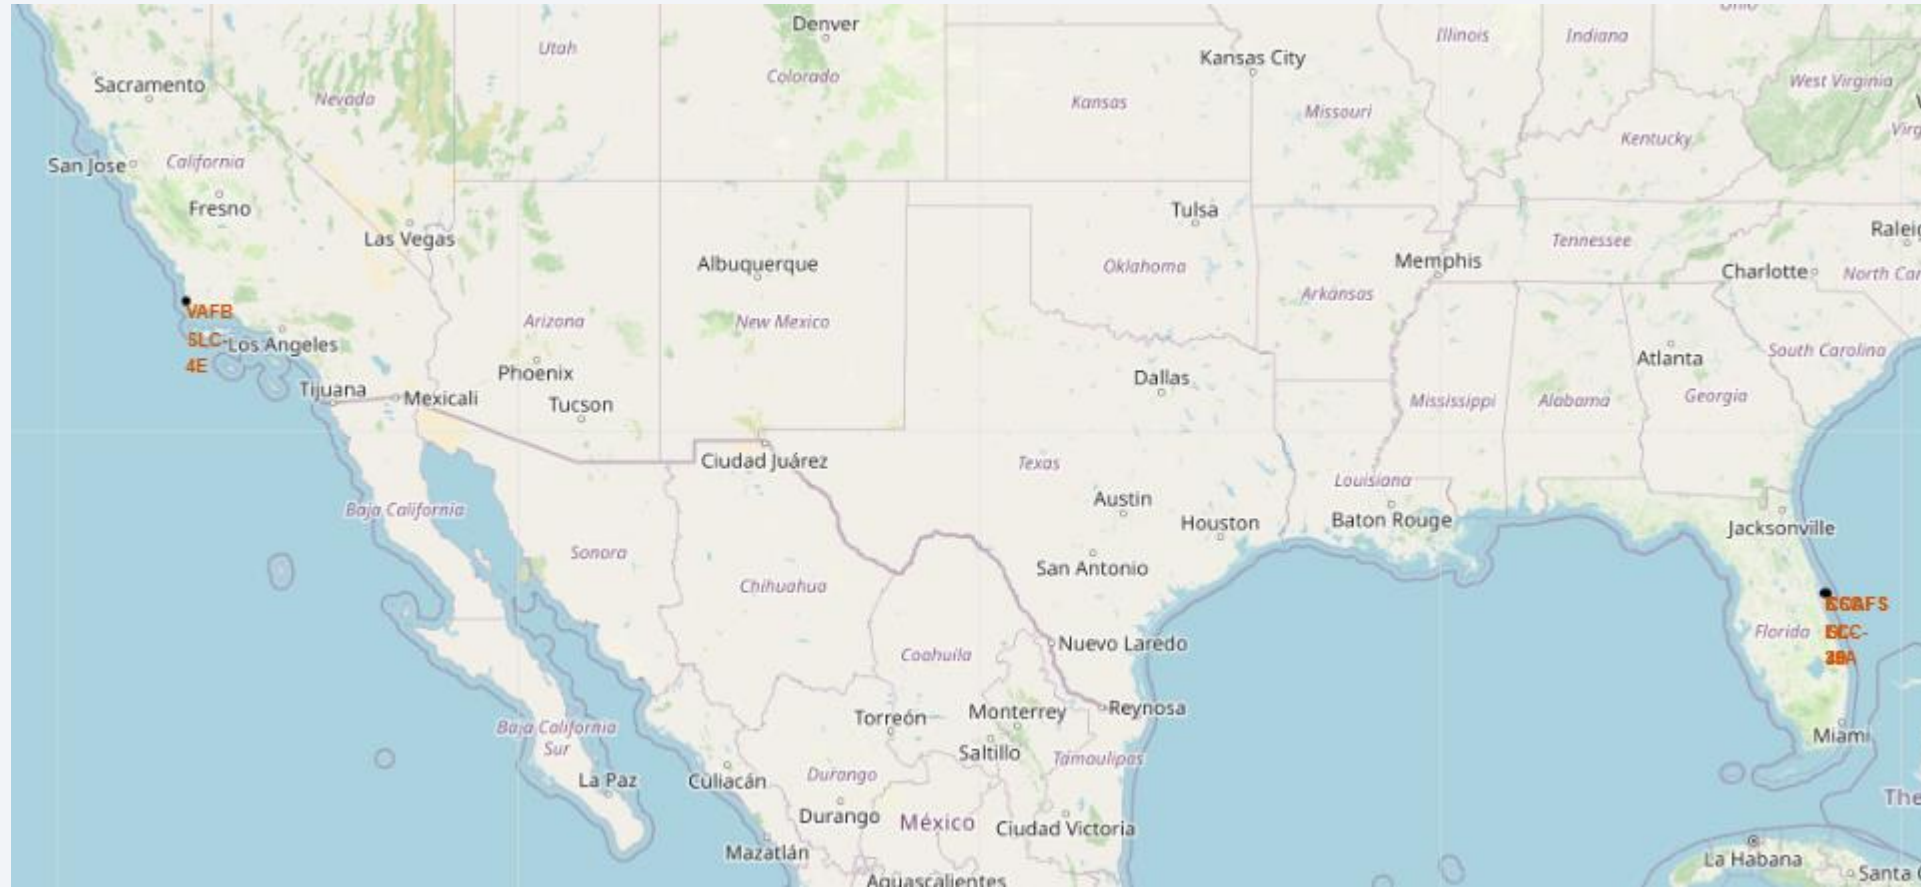 Denver
Ohio
Kansas City
Illinois
Indiana
Utah
Colorado
West Virginia
Sacramento
Nevada
Kansas
Missouri
Kentucky
San Jose
California
Fresno
Tulsa
Las Vegas
Tennessee
Albuquerque
Oklahoma
Memphis
Charlotte
Arkansas
VAFB
SLC-
4E
Los Angeles
Arizona
New Mexico
Atlanta
South Carolina
Phoenix
Dallas
Tijuana
Mexicali
Tucson
Mississippi
Alabama
Georgia
Ciudad Juárez
Texas
Louisiana
Austin
Baja California
Houston
Baton Rouge
Jacksonville
Sonora
San Antonio
Chihuahua
Florida
Nuevo Laredo
Coahuila
Reynosa
Torreón
Monterrey
Baja California
Sur
Saltillo
Tamaulipas
Miami
La Paz
Culiacán
Durango
The
Durango
México
Ciudad Victoria
Mazatlán
La Habana
Santa
Aguascalientes